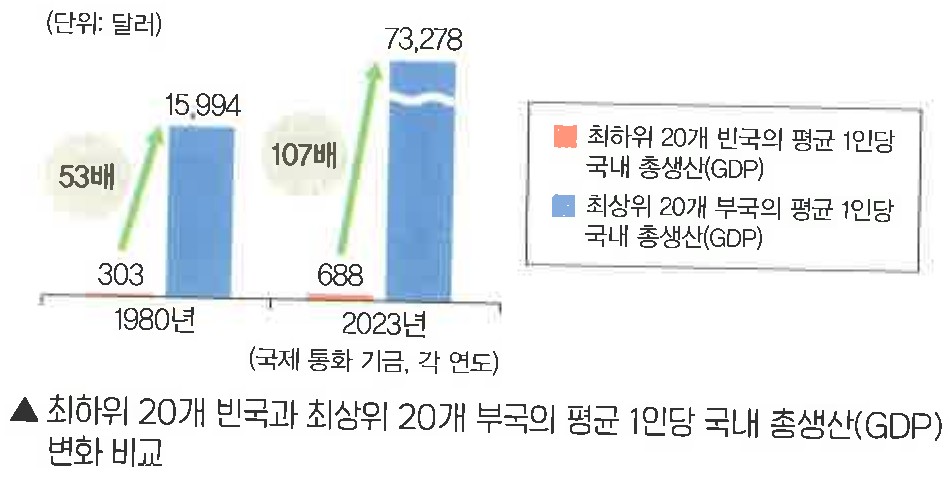 (단위: 달러)
73,278
15,994
107배
53배
303
688
1980년
2023년
(국제 통화 기금, 각 연도)
최하위 20개 빈국의 평균 1인당
국내 총생산(GDP)
최상위 20개 부국의 평균 1인당
국내 총생산(GDP)
▲ 최하위 20개 빈국과 최상위 20개 부국의 평균 1인당 국내 총생산(GDP)
변화 비교